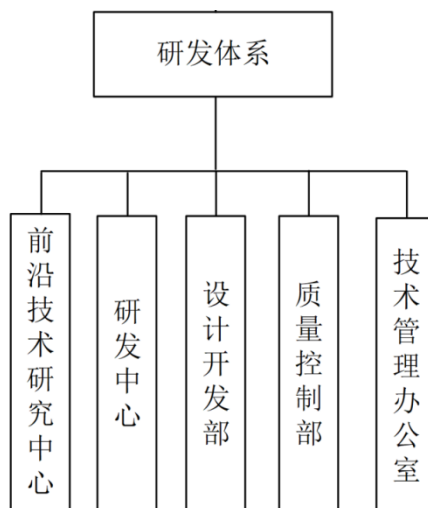 研发体系
前沿技术研究中心
研发中心
设计开发部
质量控制部
技术管理办公室